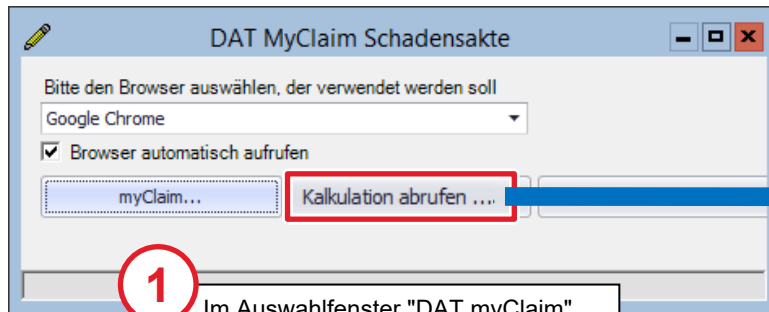 DAT MyClaim Schadensakte
Bitte den Browser auswählen, der verwendet werden soll
Google Chrome
Browser automatisch aufrufen
myClaim...
Kalkulation abrufen ....
1
Im Auswahlfenster "DAT myClaim"